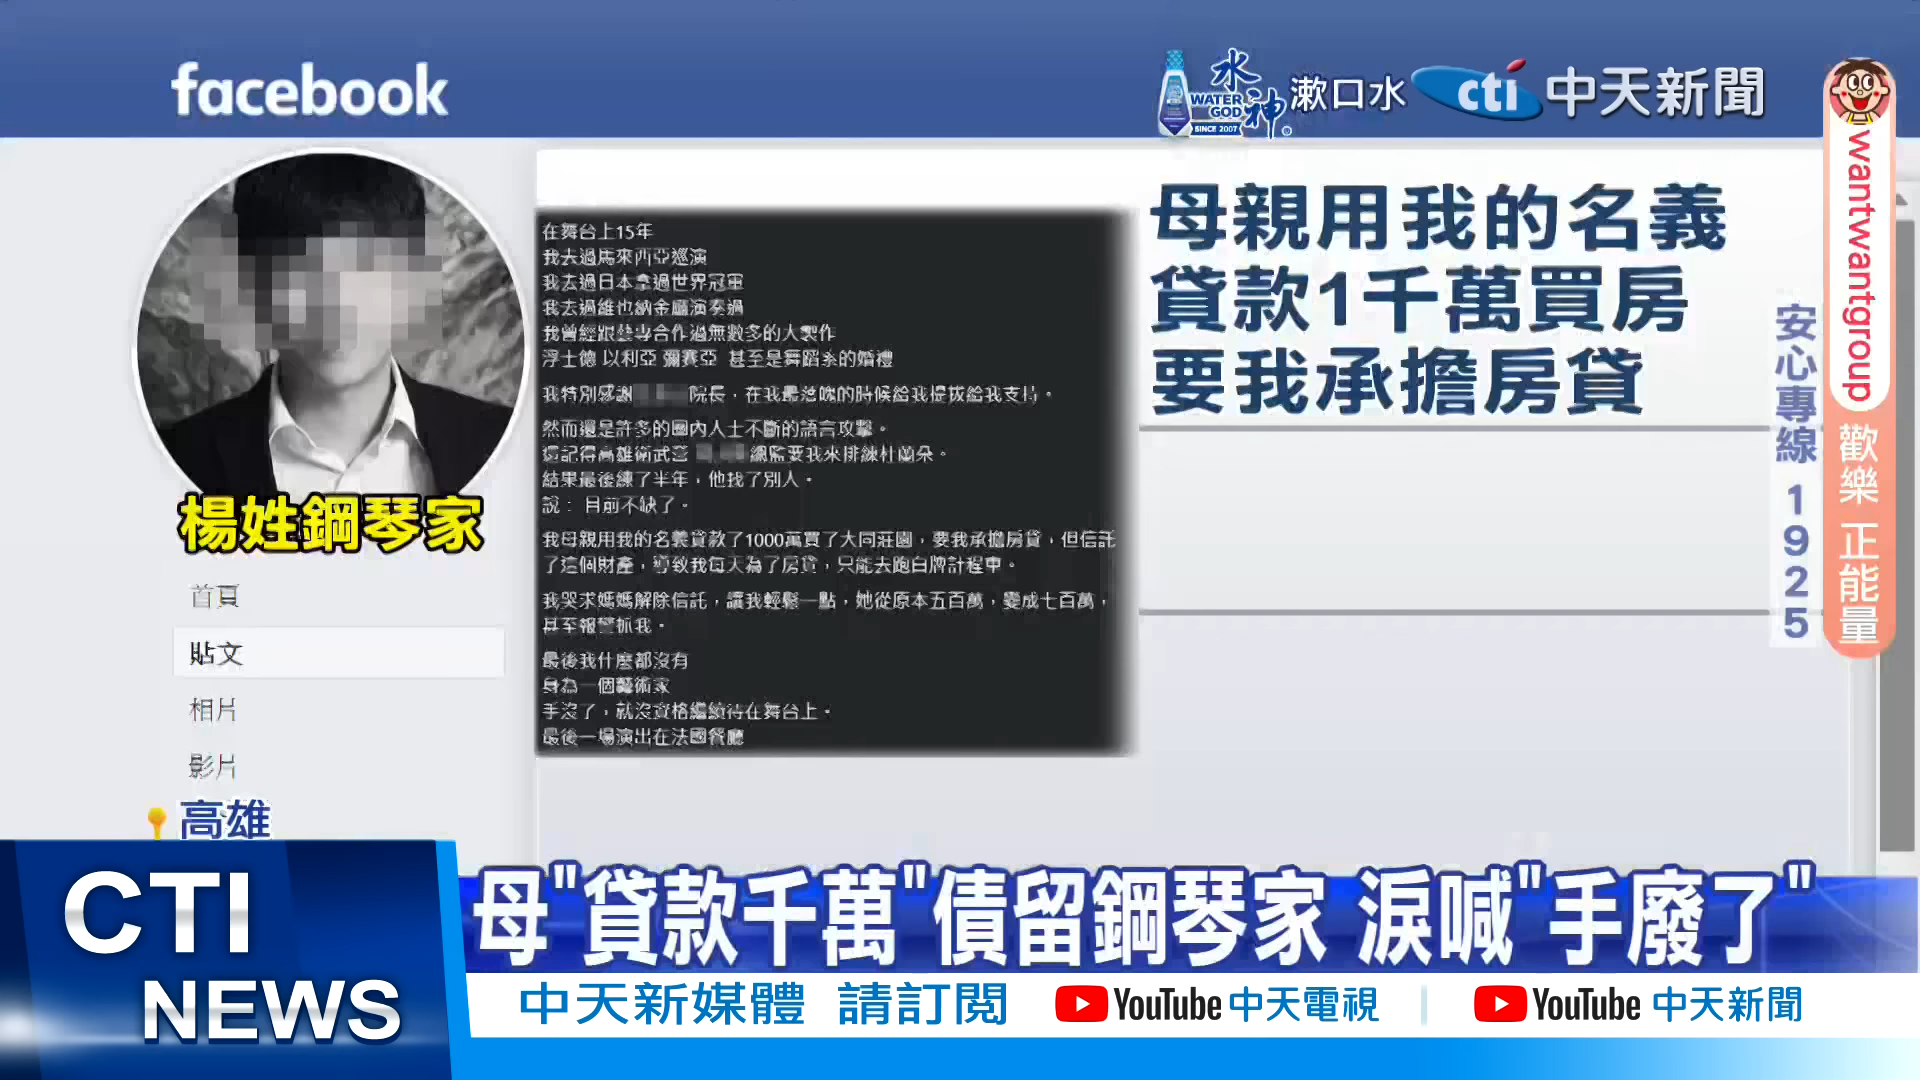 facebook
水神
WATER GOD
SINCE 2007
漱口水
cti 中天新聞
wantwantgroup
歡樂 正能量
安心專線 1925
母親用我的名義
貸款1千萬買房
要我承擔房貸
在舞台上15年
我去過馬來西亞巡演
我去過日本拿過世界冠軍
我去過維也納金廳演奏過
我曾經跟藝專合作過無數多的大製作
浮士德 以利亞 彌賽亞 甚至是舞蹈系的婚禮
我特別感謝 院長，在我最落魄的時候給我提拔給我支持。
然而還是許多的國內人士不斷的語言攻擊。
還記得高雄衛武營 總監要我來排練杜蘭朵。
結果最後練了半年，他找了別人。
說： 目前不缺了。
我母親用我的名義貸款了1000萬買了大同莊園，要我承擔房貸，但信託
了這個財產，導致我每天為了房貸，只能去跑白牌計程車。
我哭求媽媽解除信託，讓我輕鬆一點，她從原本五百萬，變成七百萬，
甚至報警抓我。
最後我什麼都沒有
身為一個藝術家
手沒了，就沒資格繼續待在舞台上。
最後一場演出在法國餐廳
楊姓鋼琴家
首頁
貼文
相片
影片
高雄
CTI NEWS
母"貸款千萬"債留鋼琴家 淚喊"手廢了"
中天新媒體 請訂閱 YouTube 中天電視 | YouTube 中天新聞